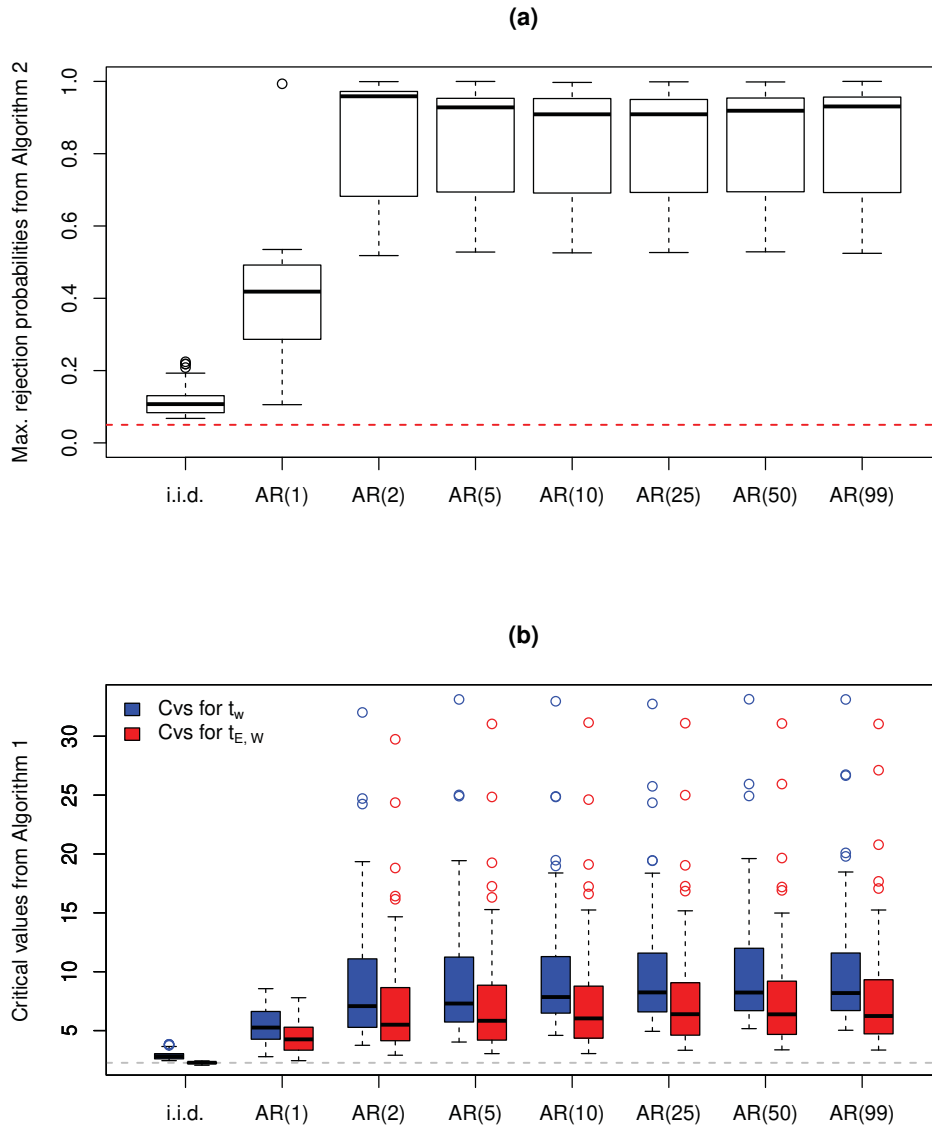 (a)
Max. rejection probabilities from Algorithm 2
1.0
0.8
0.6
0.4
0.2
0.0
i.i.d. AR(1) AR(2) AR(5) AR(10) AR(25) AR(50) AR(99)
(b)
Critical values from Algorithm 1
Cvs for t_w
Cvs for t_E, W
30
25
20
15
10
5
i.i.d. AR(1) AR(2) AR(5) AR(10) AR(25) AR(50) AR(99)